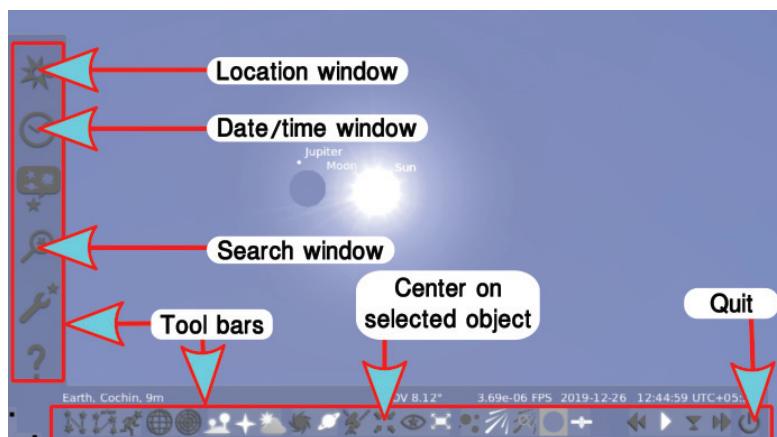 Location window
Date/time window
Jupiter
Moon
Sun
Search window
Center on
selected object
Quit
Tool bars
Earth, Cochin, 9m
OV 8.12°
3.69e-06 FPS
2019-12-26
12:44:59 UTC+05: